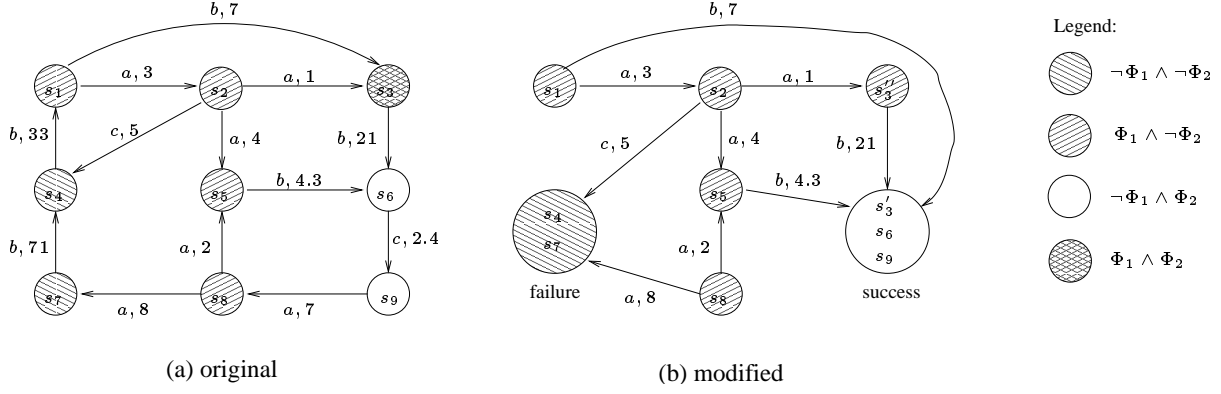 b, 7
a, 3
a, 1
s₁
s₂
s₃
b, 33
c, 5
a, 4
b, 21
s₄
s₅
b, 4.3
s₆
b, 71
a, 2
c, 2.4
s₇
a, 8
s₈
a, 7
s₉
(a) original
b, 7
a, 3
a, 1
s₁
s₂
s₃′′
c, 5
a, 4
b, 21
s₅
b, 4.3
s₄
s₇
s₃′
s₆
s₉
a, 2
failure
a, 8
s₈
success
(b) modified
Legend:
¬Φ₁ ∧ ¬Φ₂
Φ₁ ∧ ¬Φ₂
¬Φ₁ ∧ Φ₂
Φ₁ ∧ Φ₂